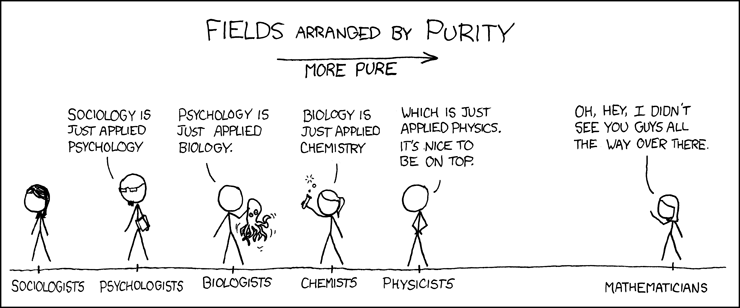 FIELDS ARRANGED BY PURITY
MORE PURE
SOCIOLOGY IS
JUST APPLIED
PSYCHOLOGY
PSYCHOLOGY IS
JUST APPLIED
BIOLOGY.
BIOLOGY IS
JUST APPLIED
CHEMISTRY
WHICH IS JUST
APPLIED PHYSICS.
IT'S NICE TO
BE ON TOP.
OH, HEY, I DIDN'T
SEE YOU GUYS ALL
THE WAY OVER THERE.
SOCIOLOGISTS
PSYCHOLOGISTS
BIOLOGISTS
CHEMISTS
PHYSICISTS
MATHEMATICIANS